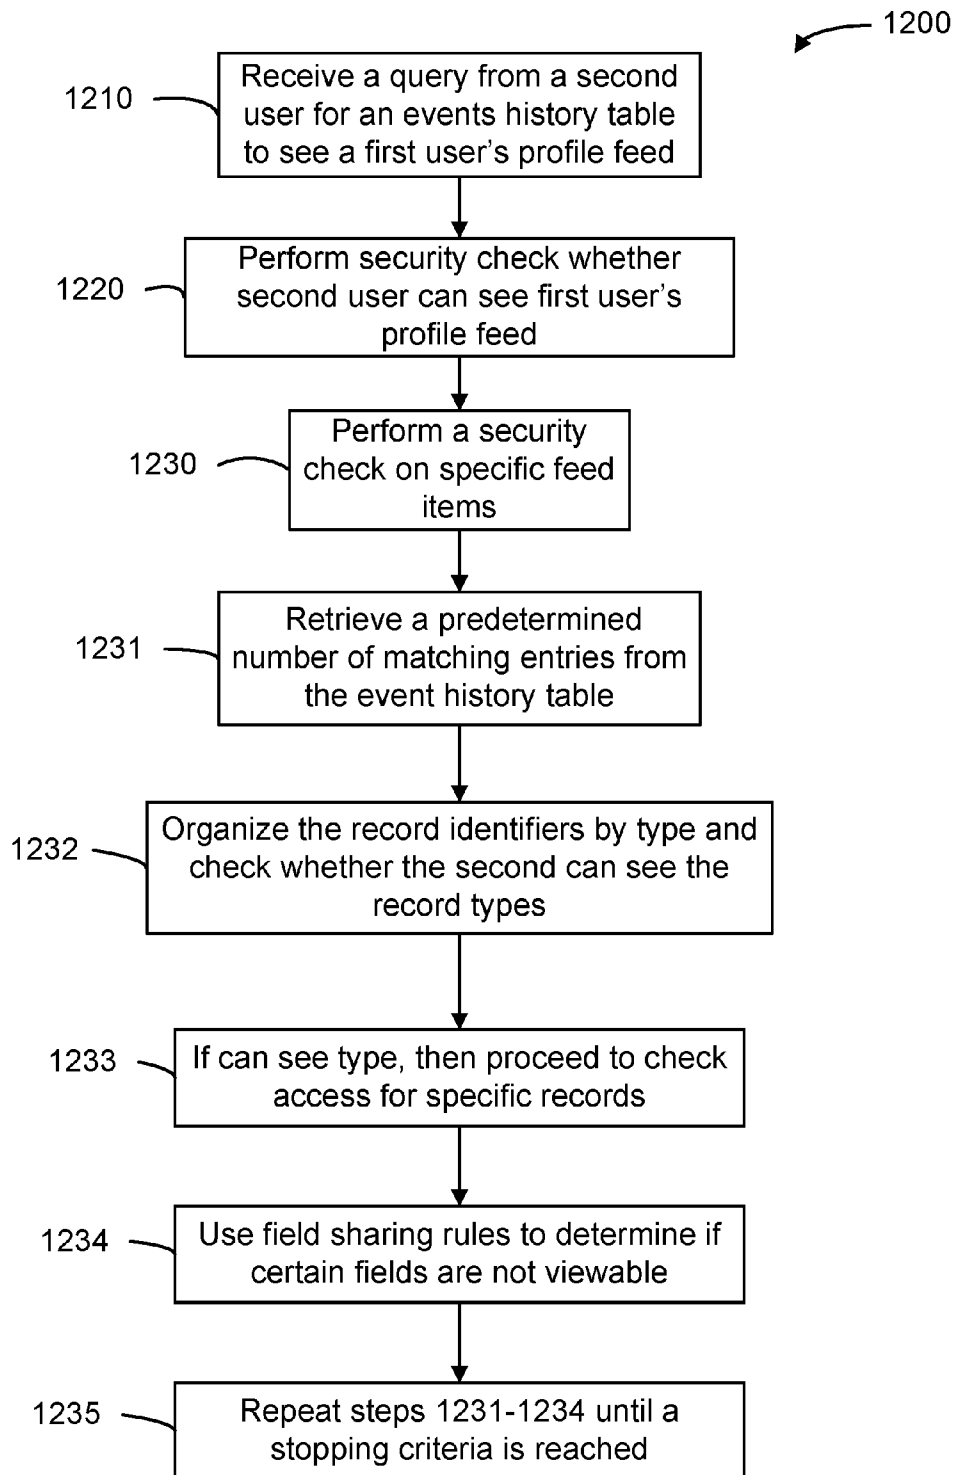 1200
1210
Receive a query from a second
user for an events history table
to see a first user's profile feed
1220
Perform security check whether
second user can see first user's
profile feed
1230
Perform a security
check on specific feed
items
1231
Retrieve a predetermined
number of matching entries from
the event history table
1232
Organize the record identifiers by type and
check whether the second can see the
record types
1233
If can see type, then proceed to check
access for specific records
1234
Use field sharing rules to determine if
certain fields are not viewable
1235
Repeat steps 1231-1234 until a
stopping criteria is reached